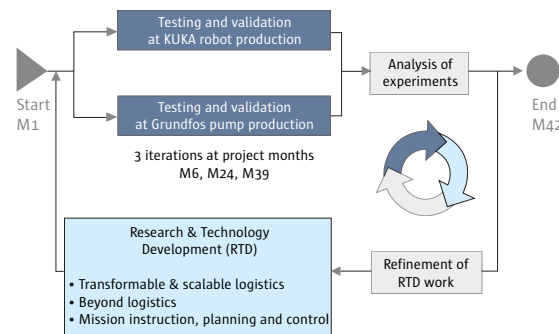 Testing and validation
at KUKA robot production
Start
M1
Testing and validation
at Grundfos pump production
Analysis of
experiments
End
M42
3 iterations at project months
M6, M24, M39
Research & Technology
Development (RTD)
• Transformable & scalable logistics
• Beyond logistics
• Mission instruction, planning and control
Refinement of
RTD work